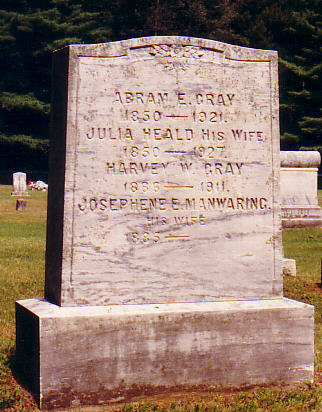 ABRAM E. GRAY
1850 — 1921.
JULIA HEALD HIS WIFE
1850 — 1927.
HARVEY W. GRAY
1886 — 1911.
JOSEPHENE E. MANWARING.
HIS WIFE
1885 —